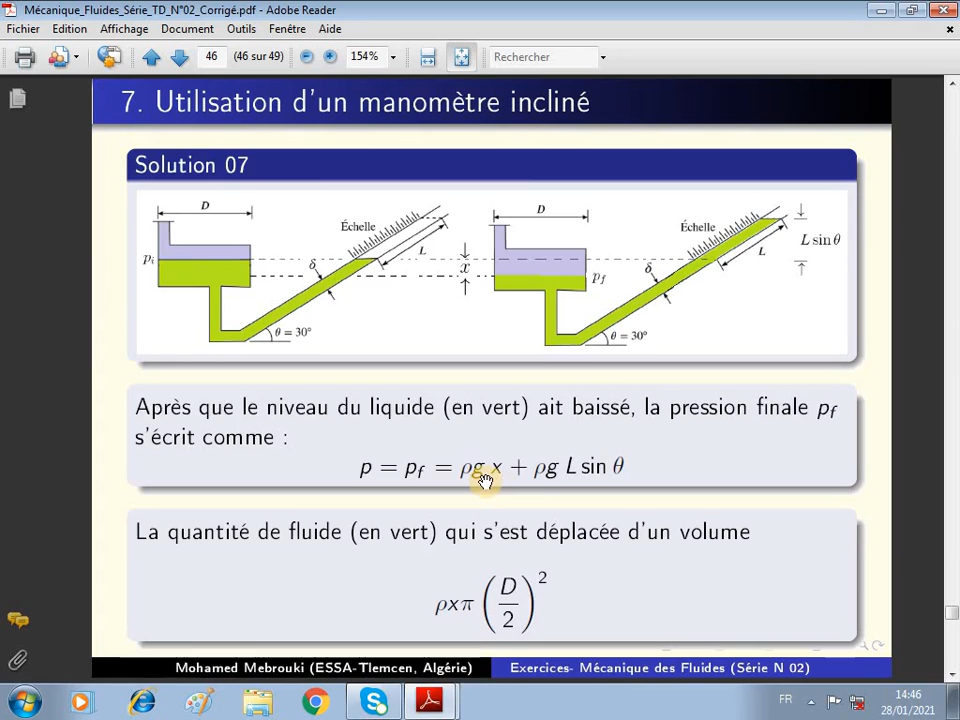 Mécanique_Fluides_Série_TD_N°02_Corrigé.pdf - Adobe Reader
Fichier Edition Affichage Document Outils Fenêtre Aide
46 (46 sur 49) 154% Rechercher
7. Utilisation d'un manomètre incliné
Solution 07
D Échelle L δ θ = 30° pi x
D Échelle L δ θ = 30° pf L sin θ
Après que le niveau du liquide (en vert) ait baissé, la pression finale pf
s'écrit comme :
p = pf = ρg x + ρg L sin θ
La quantité de fluide (en vert) qui s'est déplacée d'un volume
ρxπ (D/2)²
Mohamed Mebrouki (ESSA-Tlemcen, Algérie) Exercices- Mécanique des Fluides (Série N 02)
FR 14:46
28/01/2021